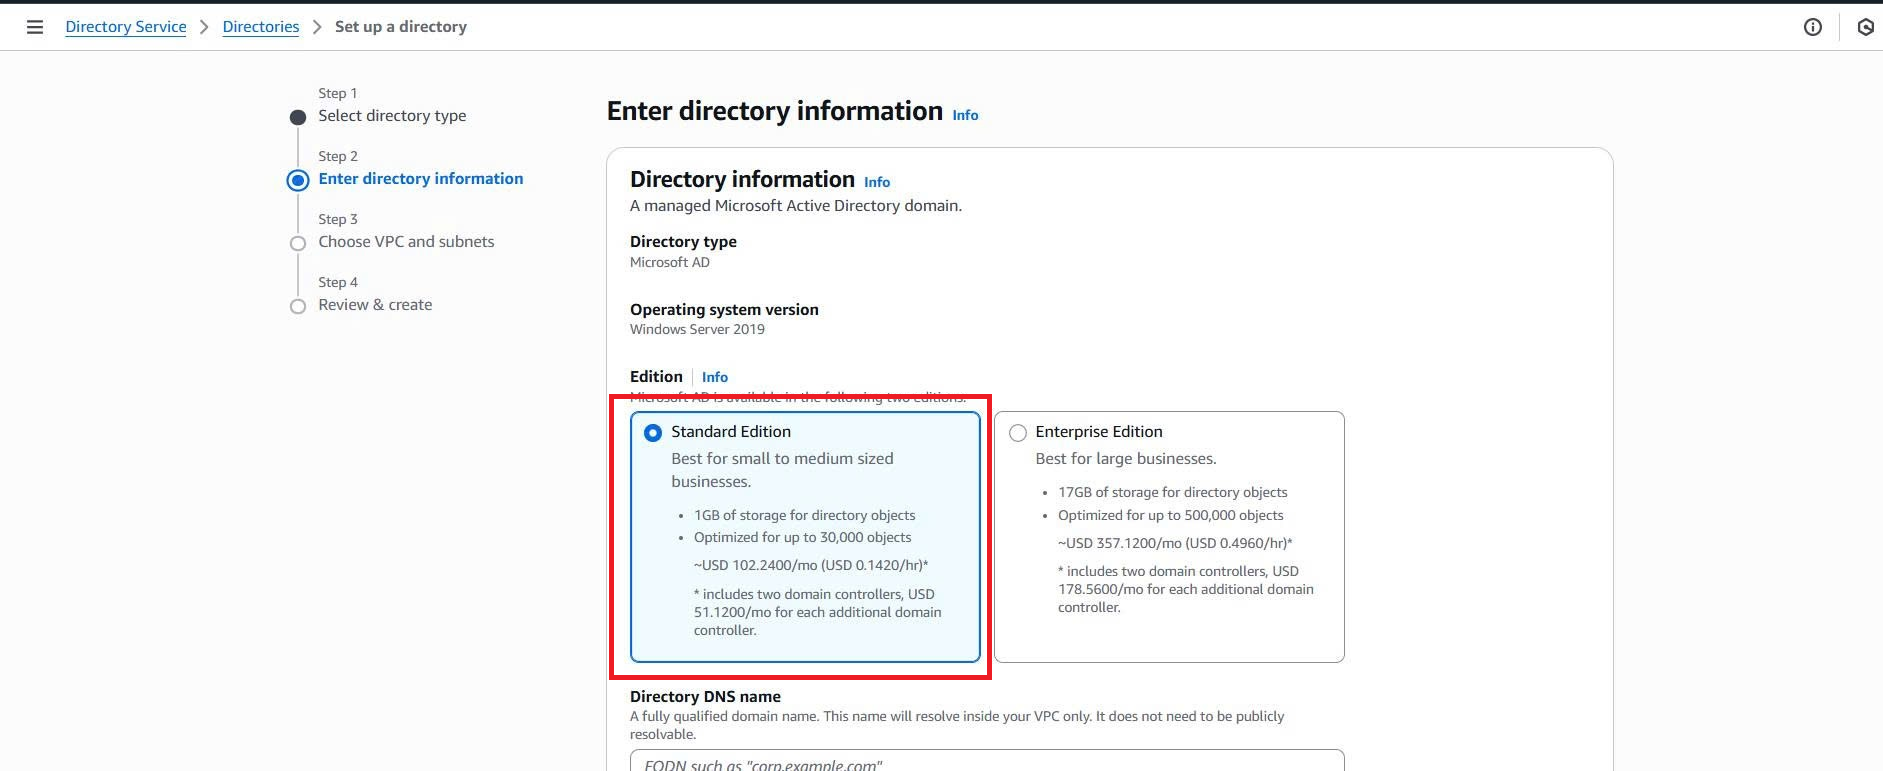 Directory Service > Directories > Set up a directory
Step 1
Select directory type
Step 2
Enter directory information
Step 3
Choose VPC and subnets
Step 4
Review & create
Enter directory information Info
Directory information Info
A managed Microsoft Active Directory domain.
Directory type
Microsoft AD
Operating system version
Windows Server 2019
Edition | Info
Microsoft AD is available in the following two editions.
Standard Edition
Best for small to medium sized
businesses.
• 1GB of storage for directory objects
• Optimized for up to 30,000 objects
~USD 102.2400/mo (USD 0.1420/hr)*
* includes two domain controllers, USD
51.1200/mo for each additional domain
controller.
Enterprise Edition
Best for large businesses.
• 17GB of storage for directory objects
• Optimized for up to 500,000 objects
~USD 357.1200/mo (USD 0.4960/hr)*
* includes two domain controllers, USD
178.5600/mo for each additional domain
controller.
Directory DNS name
A fully qualified domain name. This name will resolve inside your VPC only. It does not need to be publicly
resolvable.
FQDN such as "corp.example.com"